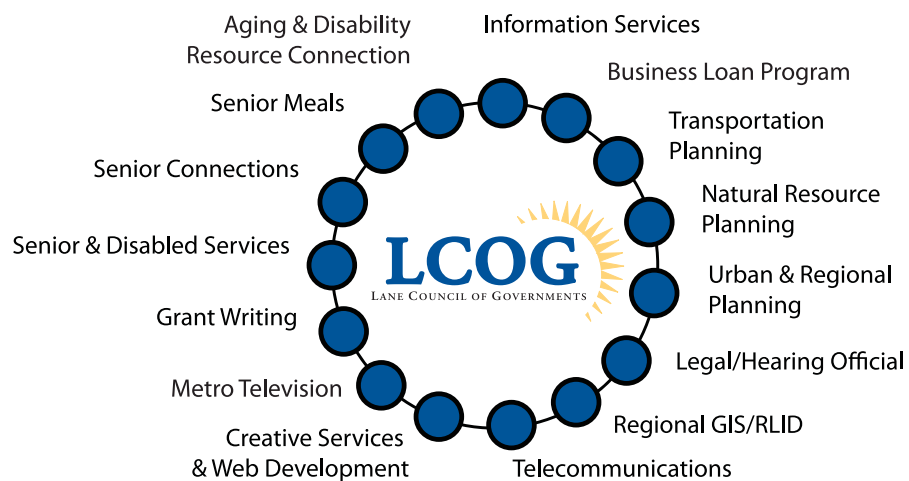 Aging & Disability
Resource Connection
Information Services
Business Loan Program
Senior Meals
Transportation
Planning
Senior Connections
Natural Resource
Planning
Senior & Disabled Services
LCOG
LANE COUNCIL OF GOVERNMENTS
Urban & Regional
Planning
Grant Writing
Legal/Hearing Official
Metro Television
Regional GIS/RLID
Creative Services
& Web Development
Telecommunications